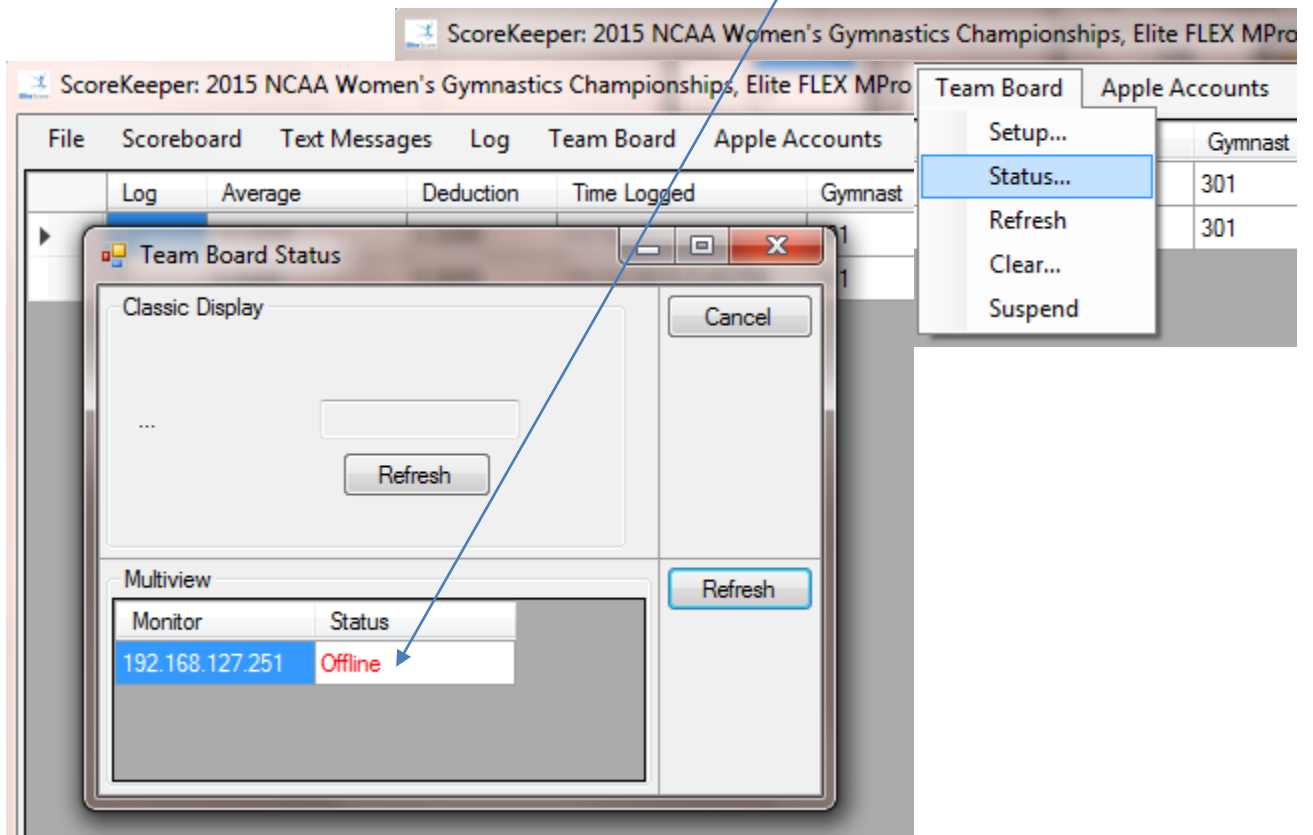 ScoreKeeper: 2015 NCAA Women's Gymnastics Championships, Elite FLEX MPro
ScoreKeeper: 2015 NCAA Women's Gymnastics Championships, Elite FLEX MPro
File Scoreboard Text Messages Log Team Board Apple Accounts
Log Average Deduction Time Logged Gymnast
Team Board Apple Accounts
Setup...
Status...
Refresh
Clear...
Suspend
Gymnast
301
301
Team Board Status
Classic Display
Cancel
...
Refresh
Multiview
Refresh
Monitor Status
192.168.127.251 Offline